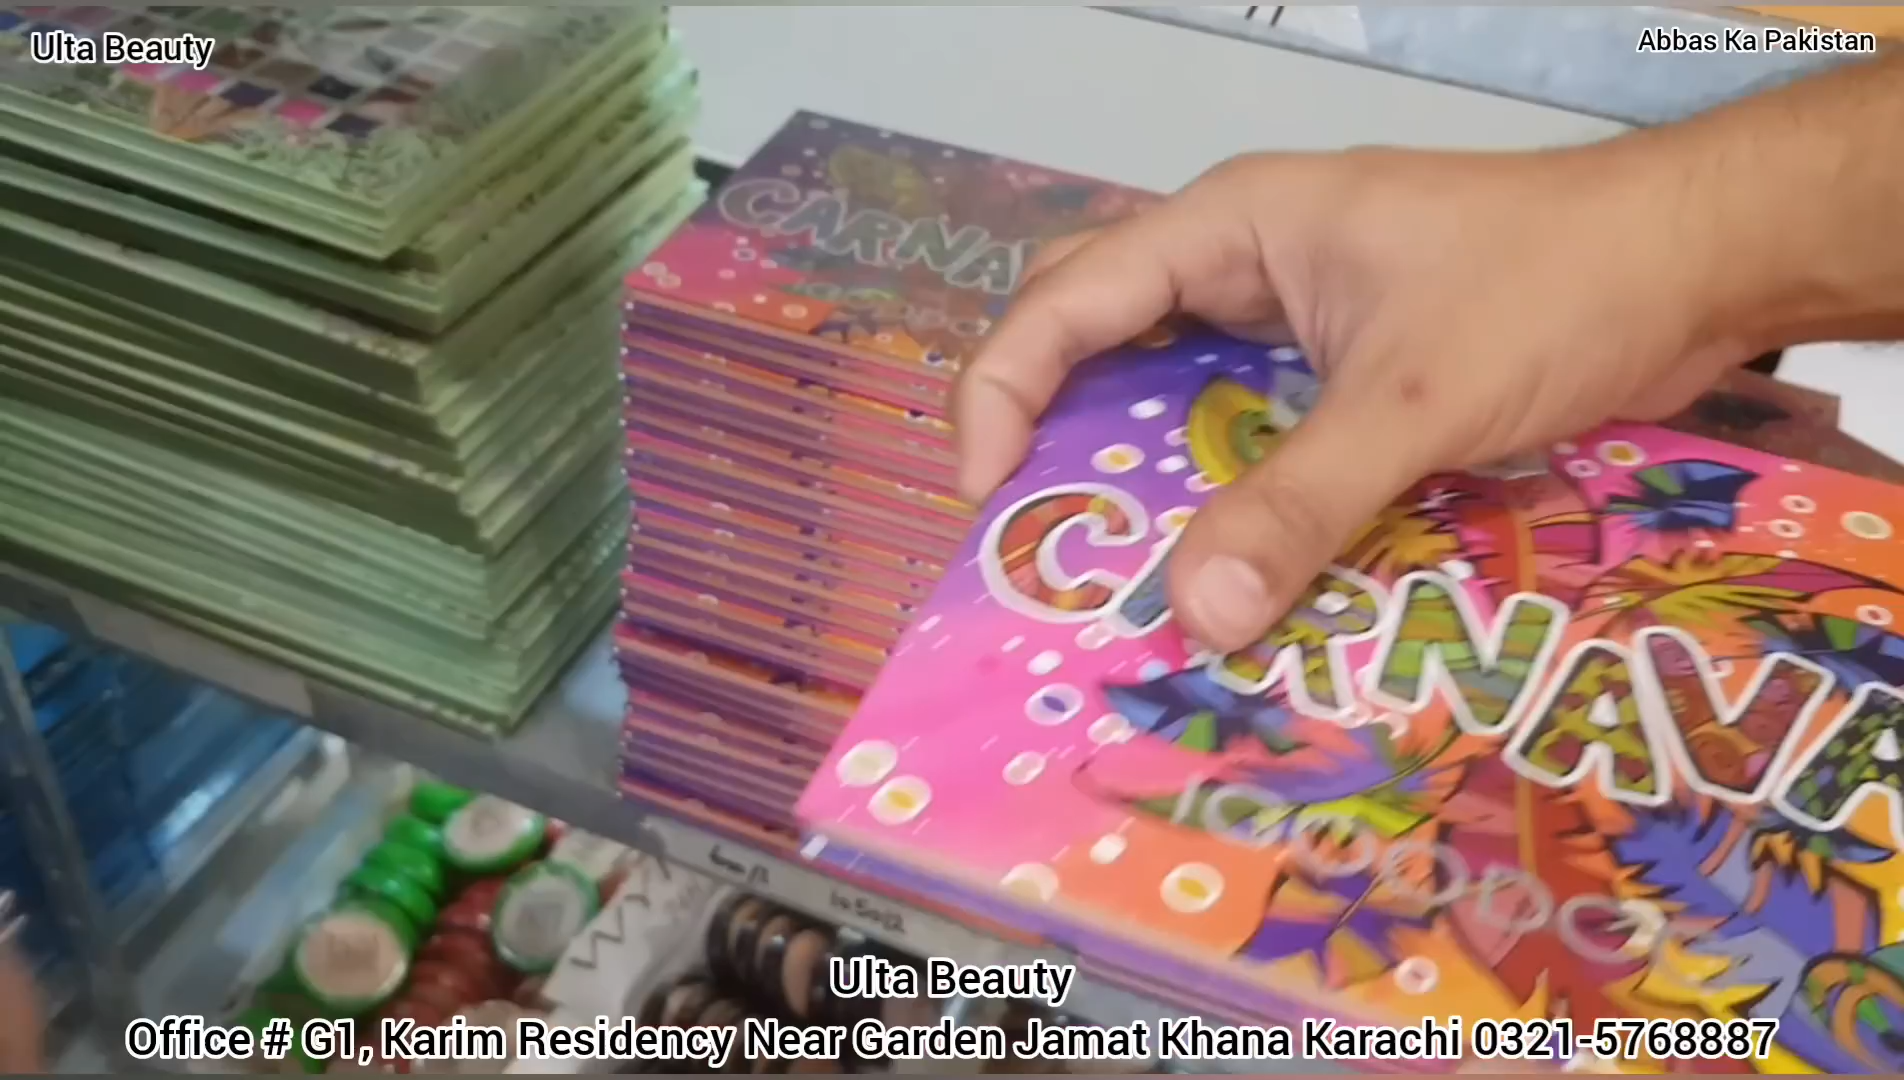 Ulta Beauty
Abbas Ka Pakistan
CARNA
CARNAVA
Ulta Beauty
Office # G1, Karim Residency Near Garden Jamat Khana Karachi 0321-5768887